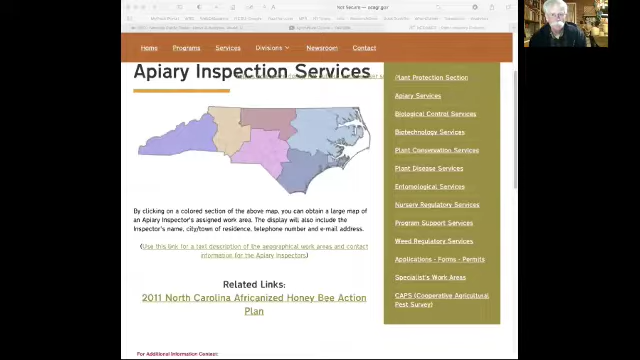 Not Secure — ncagr.gov
Home Programs Services Divisions Newsroom Contact
Apiary Inspection Services
By clicking on a colored section of the above map, you can obtain a large map of
an Apiary Inspector's assigned work area. The display will also include the
Inspector's name, city/town of residence, telephone number and e-mail address.
(Use this link for a text description of the geographical work areas and contact
information for the Apiary Inspectors)
Related Links:
2011 North Carolina Africanized Honey Bee Action
Plan
For Additional Information Contact:
Plant Protection Section
Apiary Services
Biological Control Services
Biotechnology Services
Plant Conservation Services
Plant Disease Services
Entomological Services
Nursery Regulatory Services
Program Support Services
Weed Regulatory Services
Applications - Forms - Permits
Specialist's Work Areas
CAPS (Cooperative Agricultural
Pest Survey)